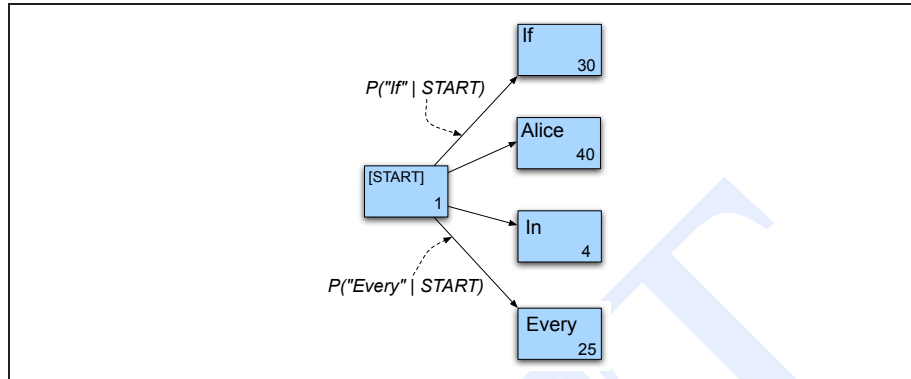 If
30
P("If" | START)
Alice
40
[START]
1
In
4
P("Every" | START)
Every
25